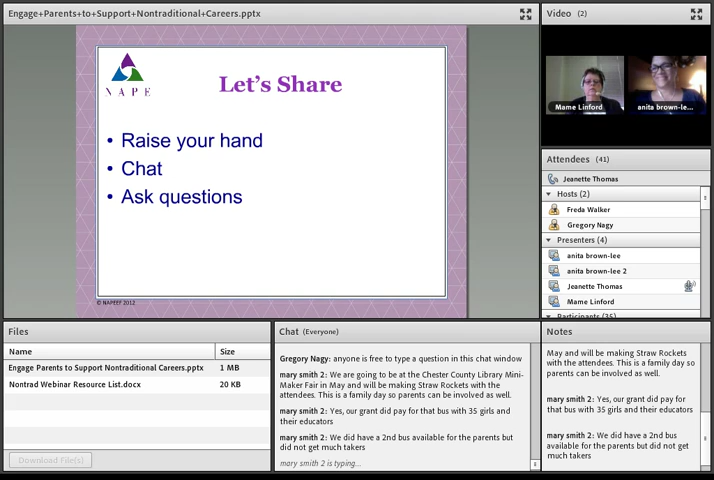 Engage+Parents+to+Support+Nontraditional+Careers.pptx
NAPE
Let's Share
• Raise your hand
• Chat
• Ask questions
© NAPEEF 2012
Video (2)
Mame Linford
anita brown-le...
Attendees (41)
Jeanette Thomas
Hosts (2)
Freda Walker
Gregory Nagy
Presenters (4)
anita brown-lee
anita brown-lee 2
Jeanette Thomas
Mame Linford
Participants (35)
Files
Name Size
Engage Parents to Support Nontraditional Careers.pptx 1 MB
Nontrad Webinar Resource List.docx 20 KB
Download File(s)
Chat (Everyone)
Gregory Nagy: anyone is free to type a question in this chat window
mary smith 2: We are going to be at the Chester County Library Mini-
Maker Fair in May and will be making Straw Rockets with the
attendees. This is a family day so parents can be involved as well.
mary smith 2: Yes, our grant did pay for that bus with 35 girls and
their educators
mary smith 2: We did have a 2nd bus available for the parents but
did not get much takers
mary smith 2 is typing...
Notes
May and will be making Straw Rockets
with the attendees. This is a family day so
parents can be involved as well.
mary smith 2: Yes, our grant did pay for
that bus with 35 girls and their educators
mary smith 2: We did have a 2nd bus
available for the parents but did not get
much takers